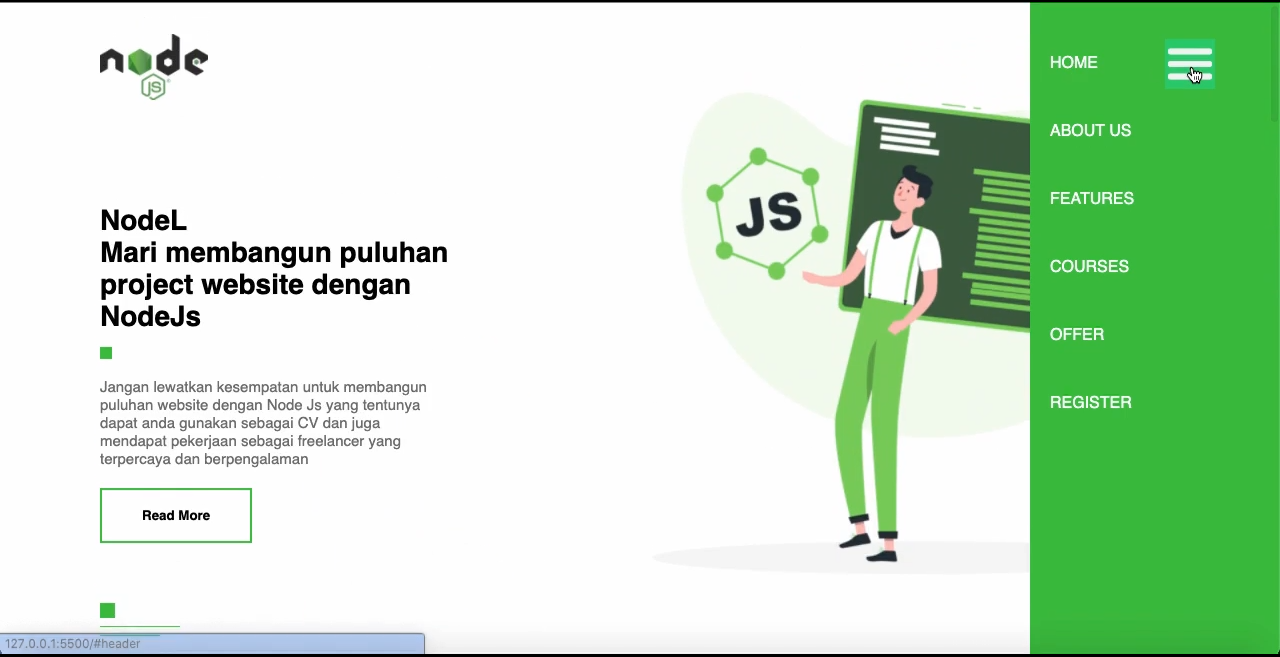 node
JS
HOME
ABOUT US
FEATURES
COURSES
OFFER
REGISTER
JS
NodeL
Mari membangun puluhan
project website dengan
NodeJs
Jangan lewatkan kesempatan untuk membangun
puluhan website dengan Node Js yang tentunya
dapat anda gunakan sebagai CV dan juga
mendapat pekerjaan sebagai freelancer yang
terpercaya dan berpengalaman
Read More
127.0.0.1:5500/#header